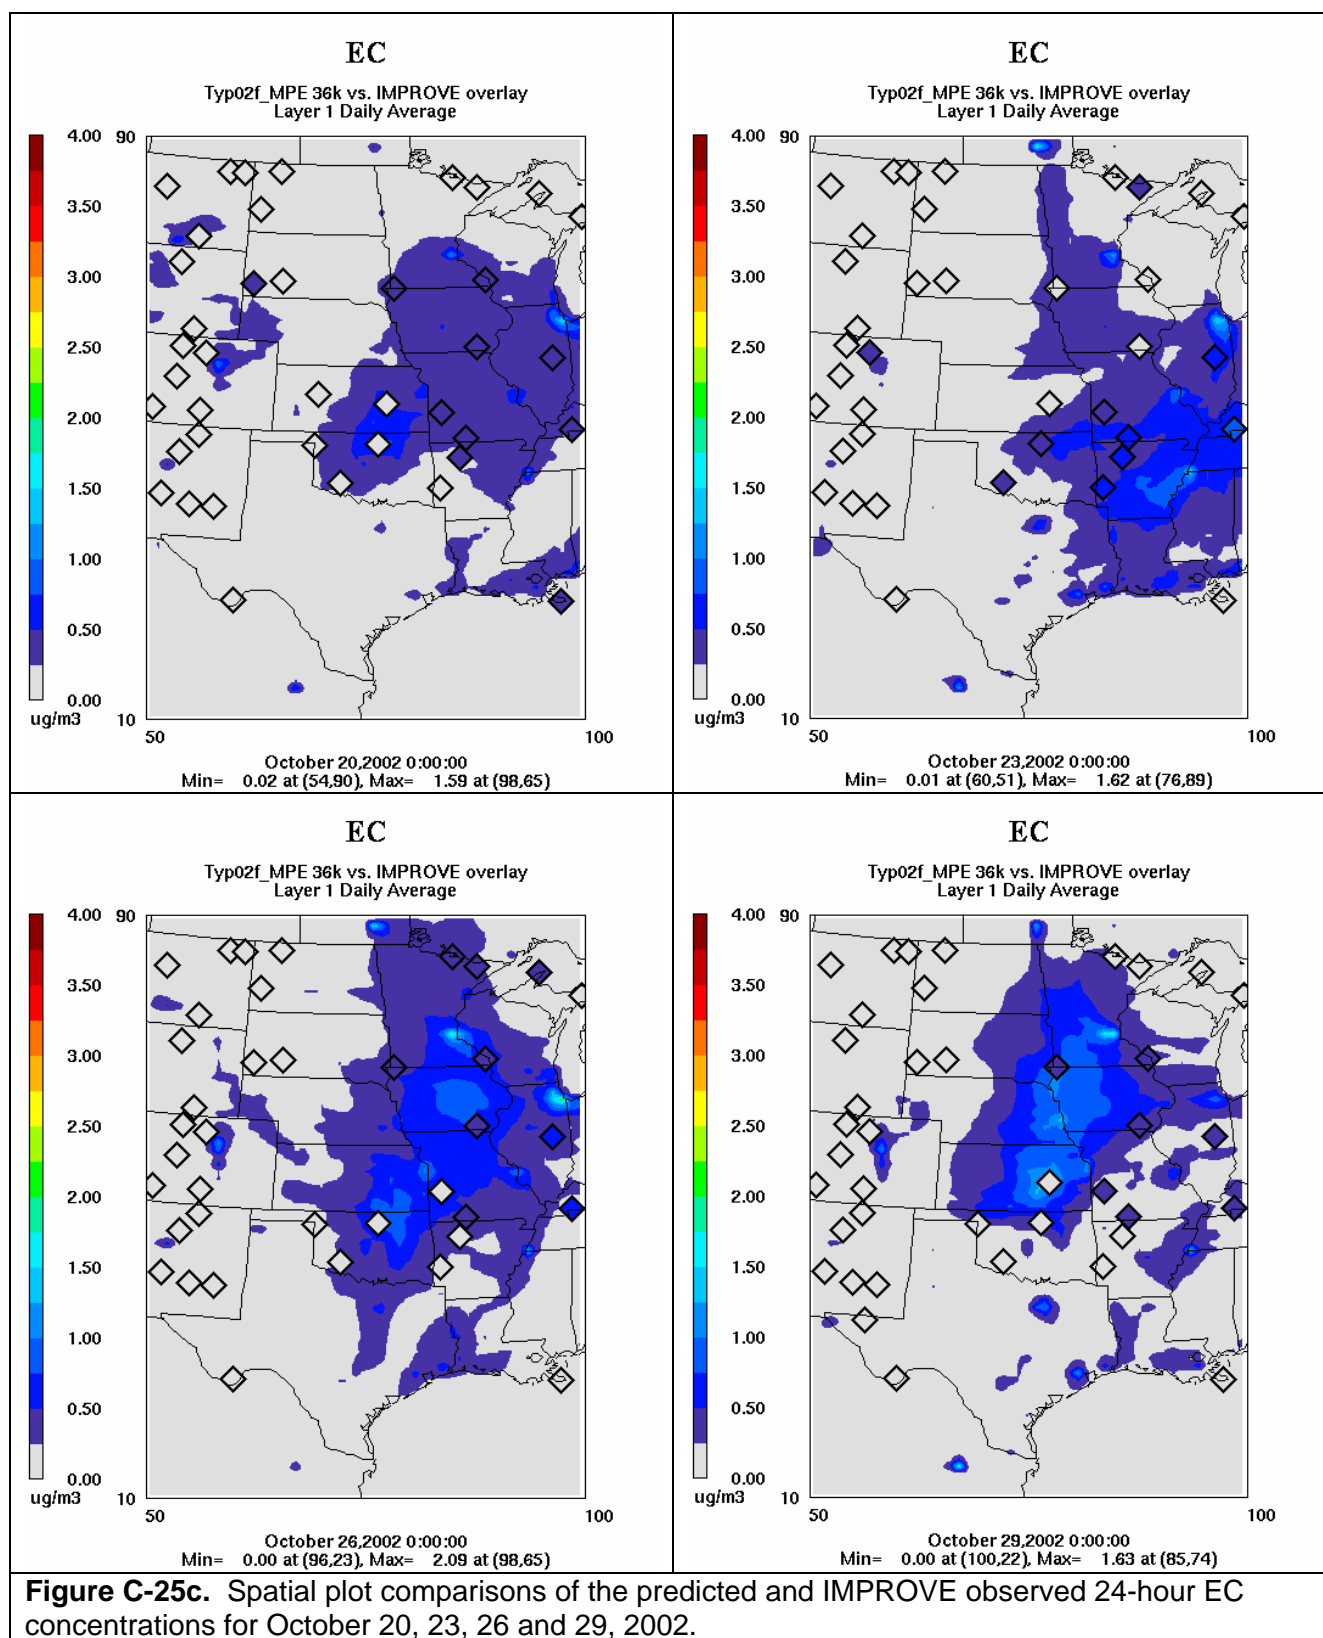 EC
Typ02f_MPE 36k vs. IMPROVE overlay
Layer 1 Daily Average
4.00
3.50
3.00
2.50
2.00
1.50
1.00
0.50
0.00
ug/m3
90
10
50
100
October 20,2002 0:00:00
Min= 0.02 at (54,90), Max= 1.59 at (98,65)
EC
Typ02f_MPE 36k vs. IMPROVE overlay
Layer 1 Daily Average
4.00
3.50
3.00
2.50
2.00
1.50
1.00
0.50
0.00
ug/m3
90
10
50
100
October 23,2002 0:00:00
Min= 0.01 at (60,51), Max= 1.62 at (76,89)
EC
Typ02f_MPE 36k vs. IMPROVE overlay
Layer 1 Daily Average
4.00
3.50
3.00
2.50
2.00
1.50
1.00
0.50
0.00
ug/m3
90
10
50
100
October 26,2002 0:00:00
Min= 0.00 at (96,23), Max= 2.09 at (98,65)
EC
Typ02f_MPE 36k vs. IMPROVE overlay
Layer 1 Daily Average
4.00
3.50
3.00
2.50
2.00
1.50
1.00
0.50
0.00
ug/m3
90
10
50
100
October 29,2002 0:00:00
Min= 0.00 at (100,22), Max= 1.63 at (85,74)
Figure C-25c. Spatial plot comparisons of the predicted and IMPROVE observed 24-hour EC
concentrations for October 20, 23, 26 and 29, 2002.